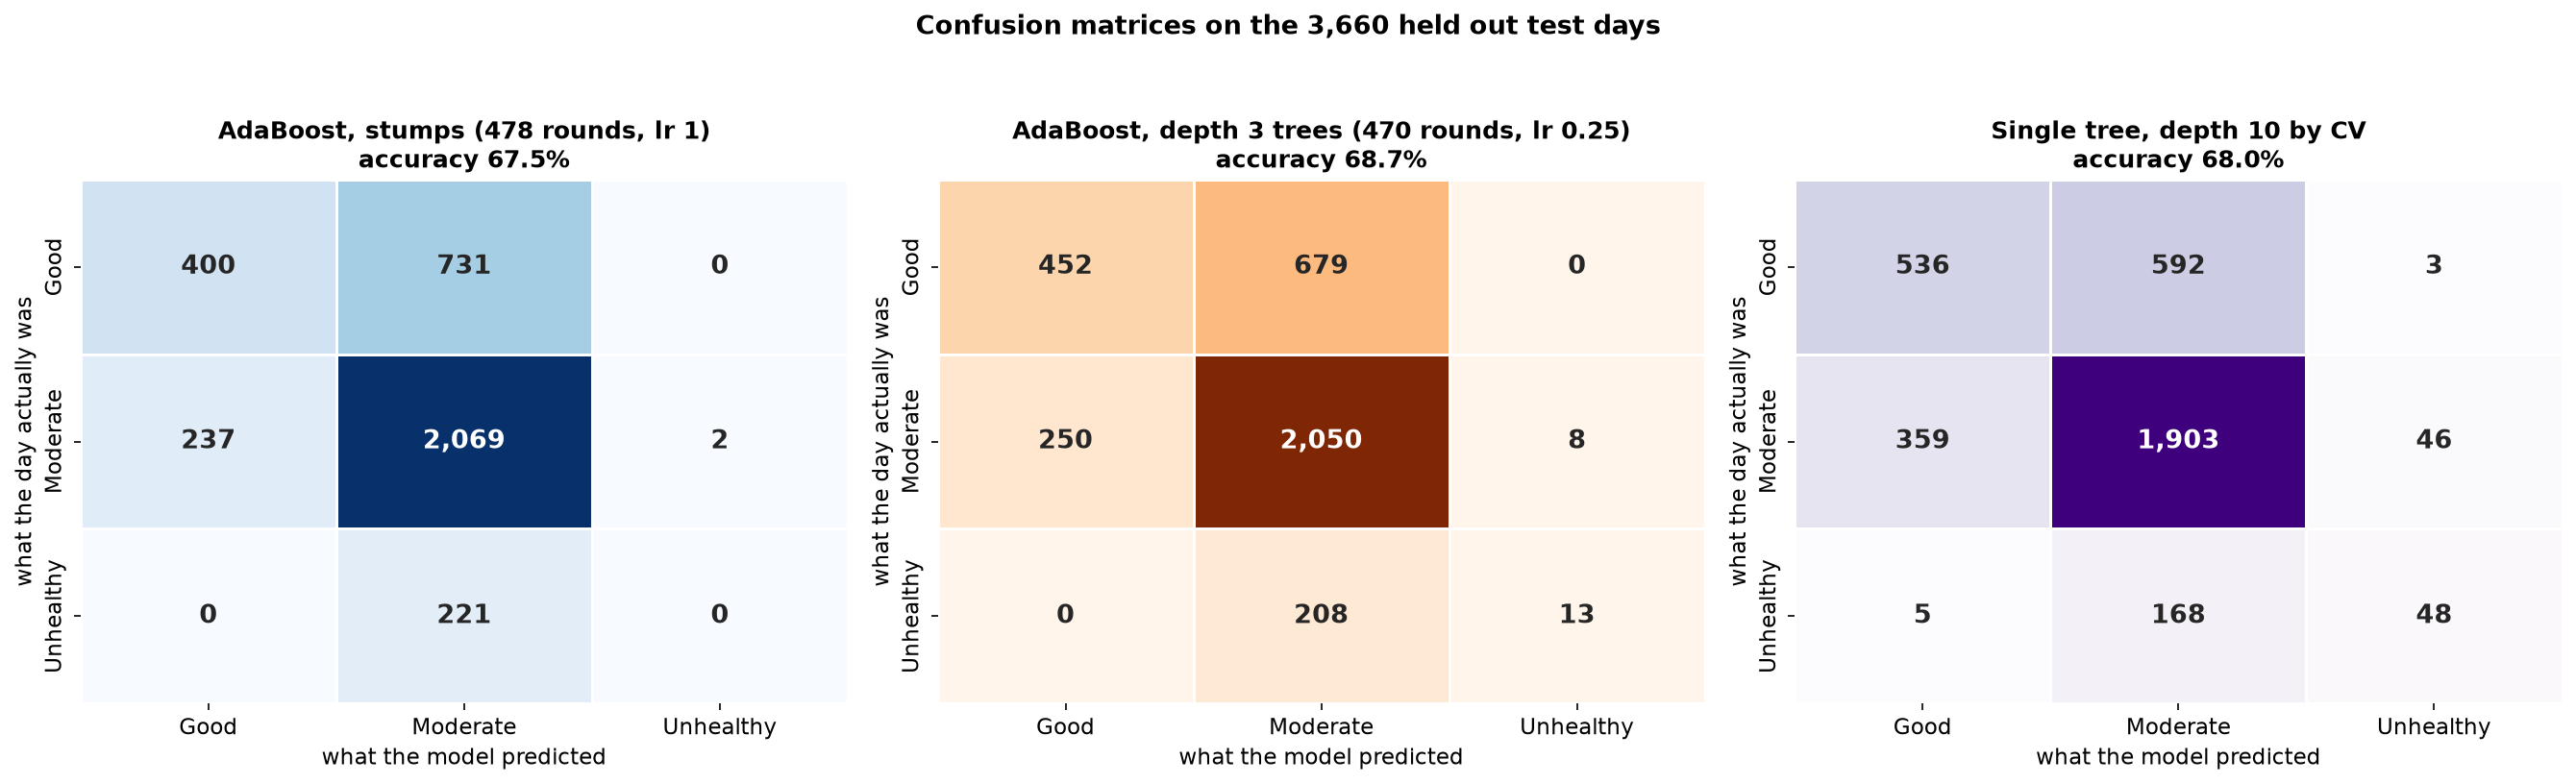 Confusion matrices on the 3,660 held out test days
AdaBoost, stumps (478 rounds, lr 1)
accuracy 67.5%
what the day actually was
Good
400
731
0
Moderate
237
2,069
2
Unhealthy
0
221
0
Good
Moderate
Unhealthy
what the model predicted
AdaBoost, depth 3 trees (470 rounds, lr 0.25)
accuracy 68.7%
what the day actually was
Good
452
679
0
Moderate
250
2,050
8
Unhealthy
0
208
13
Good
Moderate
Unhealthy
what the model predicted
Single tree, depth 10 by CV
accuracy 68.0%
what the day actually was
Good
536
592
3
Moderate
359
1,903
46
Unhealthy
5
168
48
Good
Moderate
Unhealthy
what the model predicted